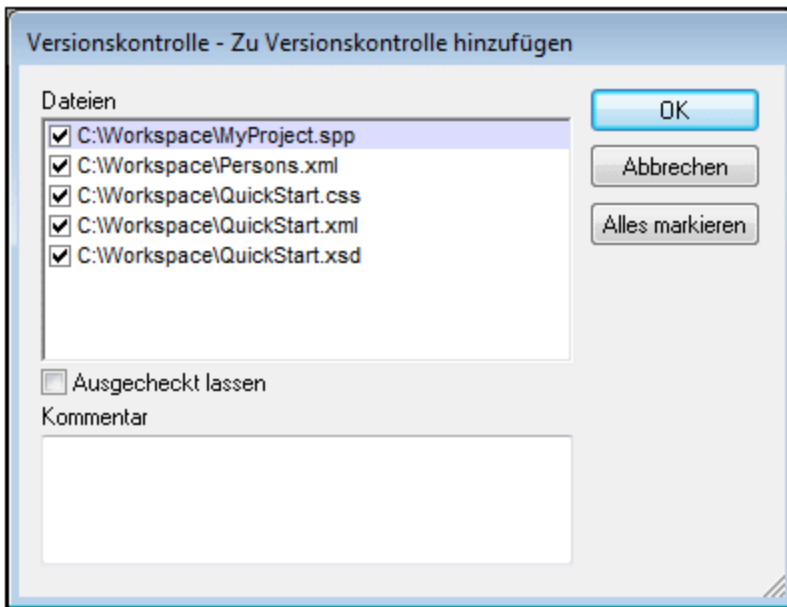 Versionskontrolle - Zu Versionskontrolle hinzufügen
Dateien
C:\Workspace\MyProject.spp
C:\Workspace\Persons.xml
C:\Workspace\QuickStart.css
C:\Workspace\QuickStart.xml
C:\Workspace\QuickStart.xsd
OK
Abbrechen
Alles markieren
Ausgecheckt lassen
Kommentar